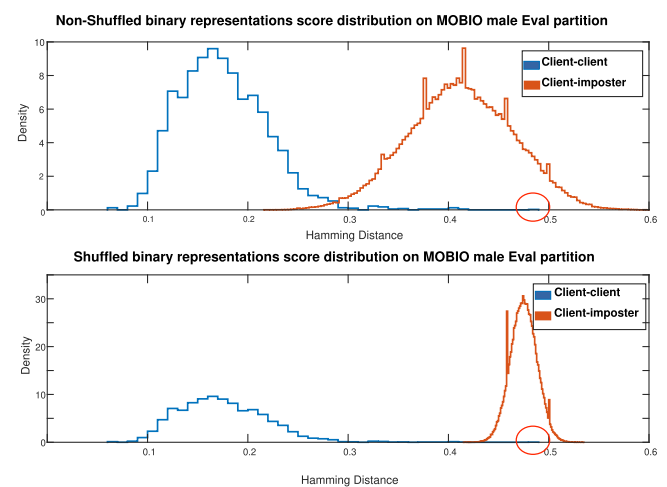 Non-Shuffled binary representations score distribution on MOBIO male Eval partition
10
8
6
4
2
0
Density
Client-client
Client-imposter
0.1 0.2 0.3 0.4 0.5 0.6
Hamming Distance
Shuffled binary representations score distribution on MOBIO male Eval partition
30
20
10
0
Density
Client-client
Client-imposter
0.1 0.2 0.3 0.4 0.5 0.6
Hamming Distance